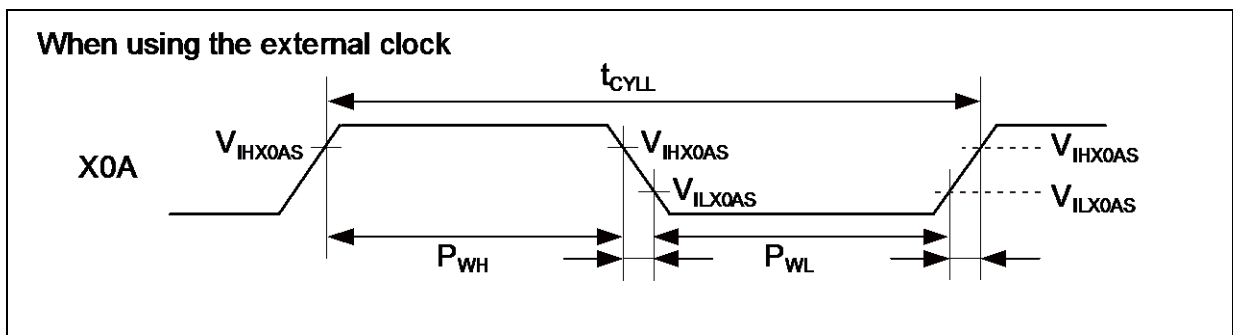 When using the external clock
tCYLL
VIHX0AS
VIHX0AS
VIHX0AS
X0A
VILX0AS
VILX0AS
PWH
PWL